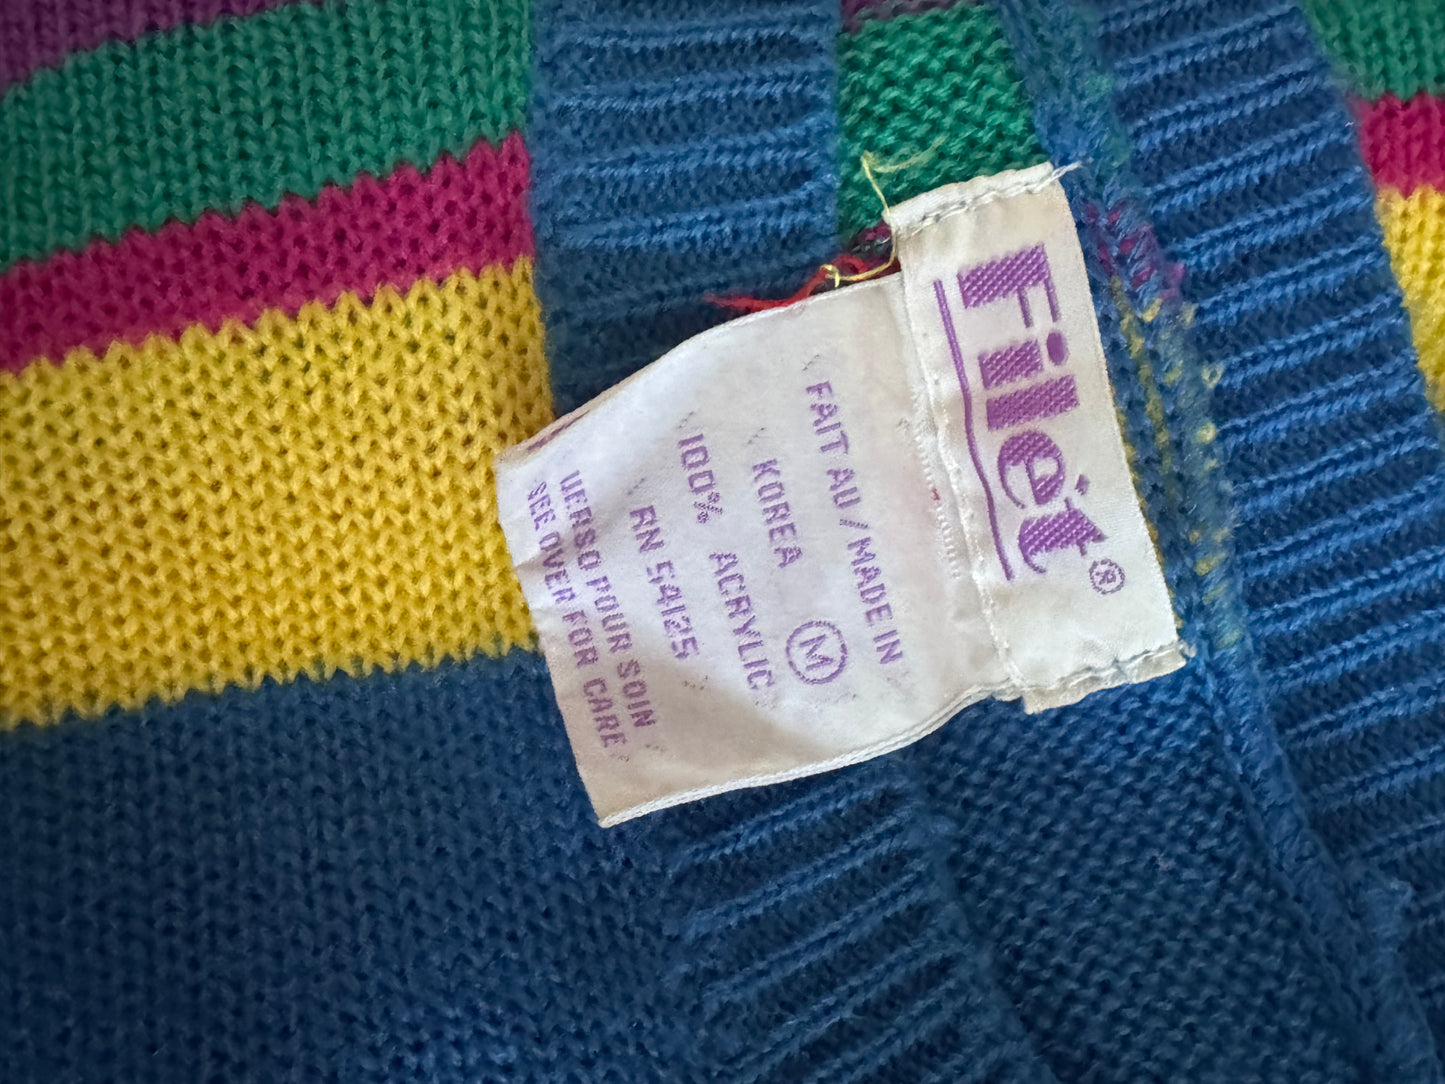 Filét®
FAIT AU / MADE IN
KOREA
M
100% ACRYLIC
RN 54125
VERSO POUR SOIN
SEE OVER FOR CARE